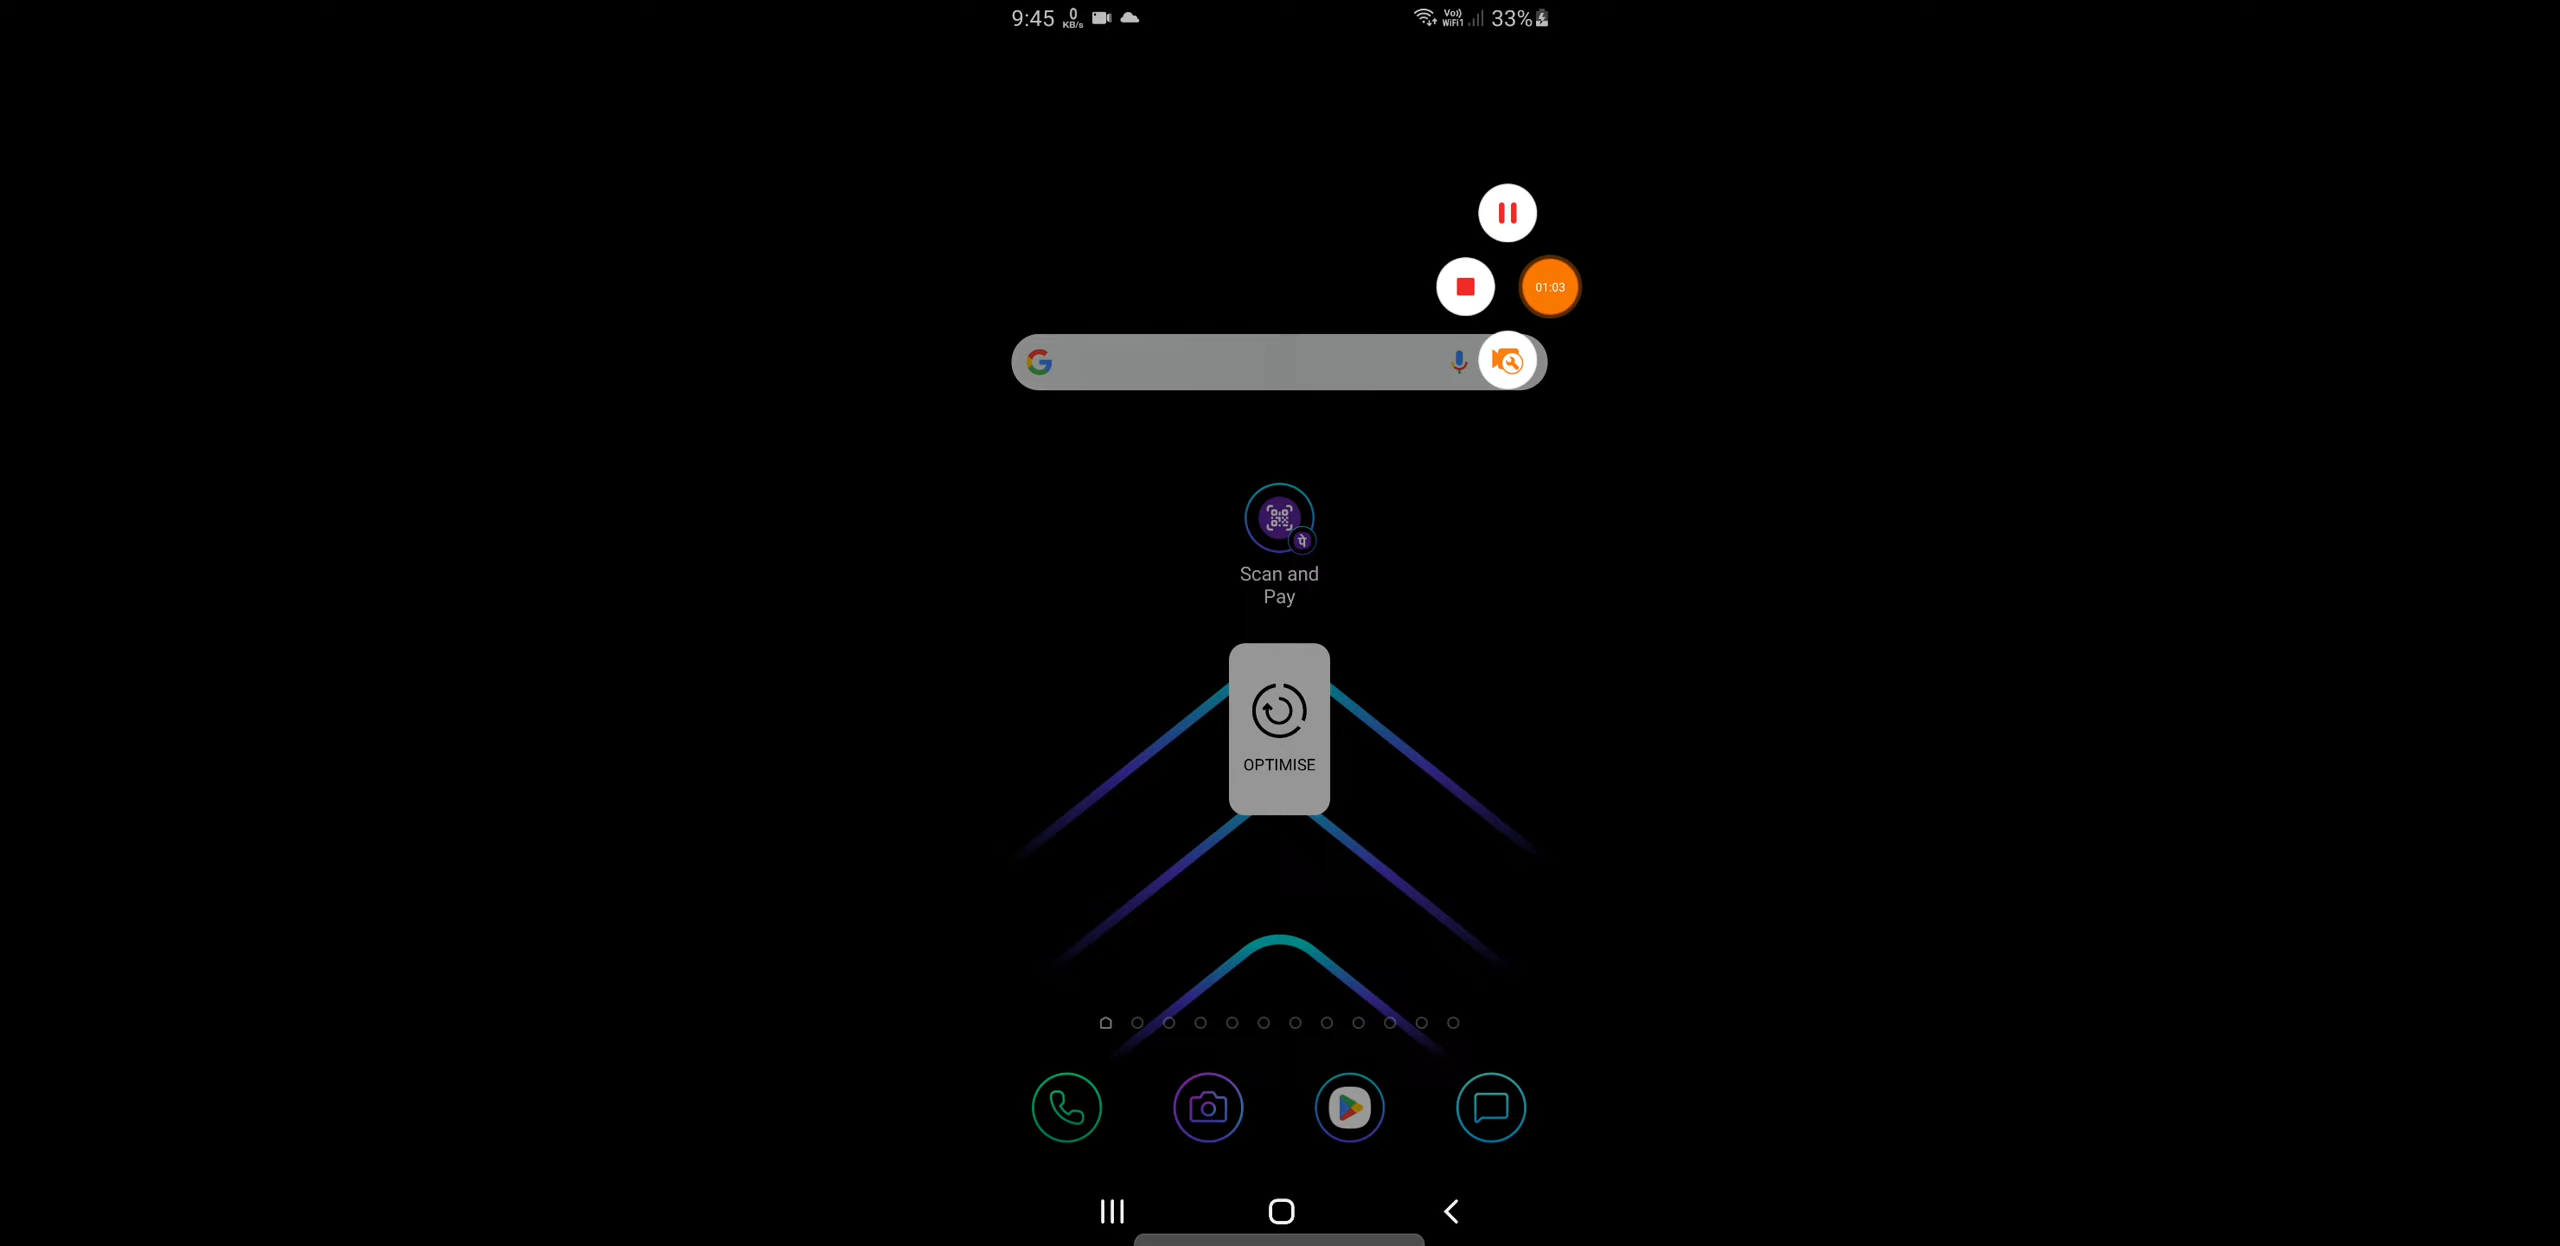 9:45 0 KB/s Vo)) WiFi1 33%
01:03
पे
Scan and
Pay
OPTIMISE